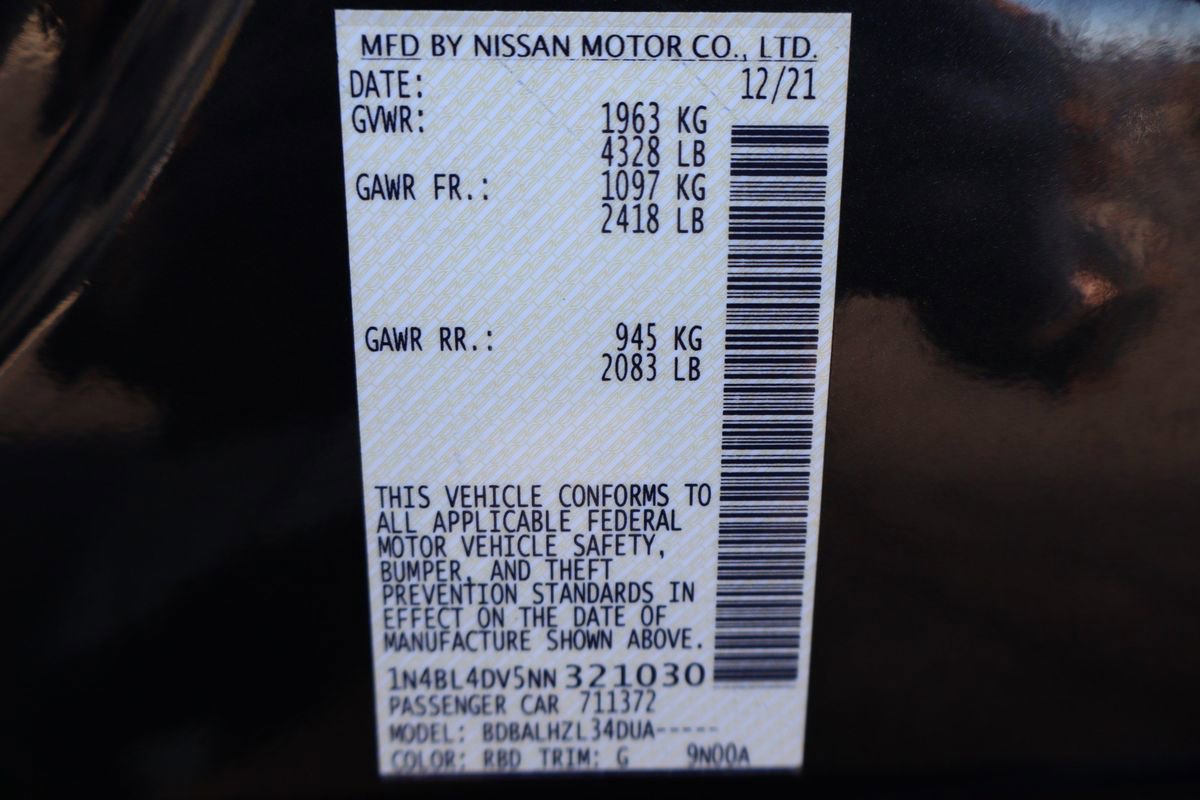 MFD BY NISSAN MOTOR CO., LTD.
DATE: 12/21
GVWR: 1963 KG
4328 LB
GAWR FR.: 1097 KG
2418 LB
GAWR RR.: 945 KG
2083 LB
THIS VEHICLE CONFORMS TO
ALL APPLICABLE FEDERAL
MOTOR VEHICLE SAFETY,
BUMPER, AND THEFT
PREVENTION STANDARDS IN
EFFECT ON THE DATE OF
MANUFACTURE SHOWN ABOVE.
1N4BL4DV5NN321030
PASSENGER CAR 711372
MODEL: BDBALHZL34DUA-----
COLOR: RBD TRIM: G 9N00A